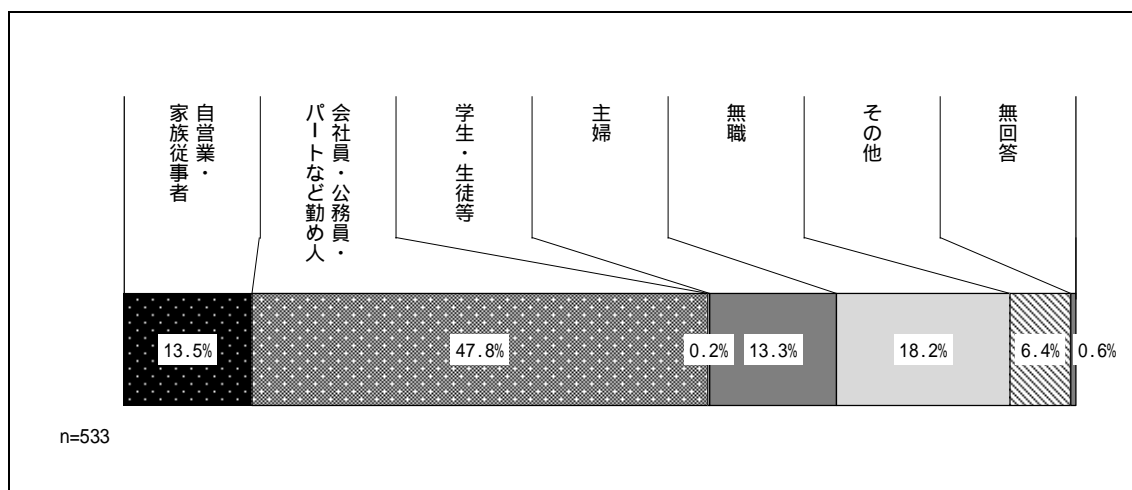 自営業・
家族従事者
会社員・公務員・
パートなど勤め人
学生・生徒等
主婦
無職
その他
無回答
13.5%
47.8%
0.2%
13.3%
18.2%
6.4%
0.6%
n=533